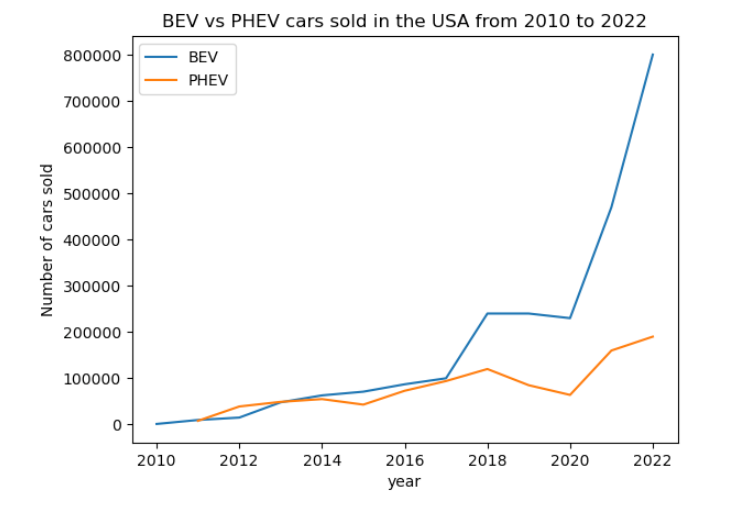 BEV vs PHEV cars sold in the USA from 2010 to 2022
BEV
PHEV
800000
700000
600000
500000
400000
300000
200000
100000
0
Number of cars sold
2010 2012 2014 2016 2018 2020 2022
year